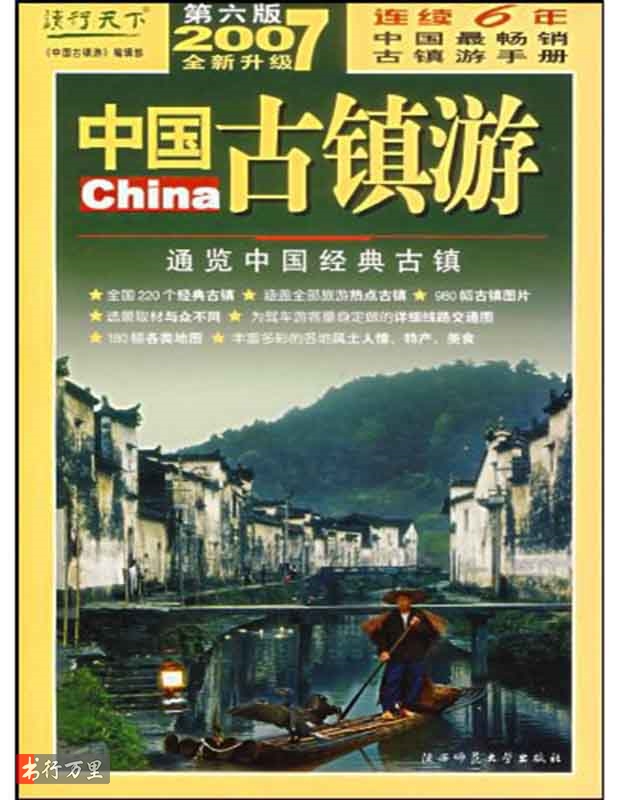 读行天下
《中国古镇游》编辑部
第六版
2007
全新升级
连续6年
中国最畅销
古镇游手册
中国
China
古镇游
通览中国经典古镇
★ 全国220个经典古镇 ★ 涵盖全部旅游热点古镇 ★ 980幅古镇图片
★ 选景取材与众不同 ★ 为驾车游客量身定做的详细线路交通图
★ 180幅各类地图 ★ 丰富多彩的各地风土人情、特产、美食
陕西师范大学出版社
书行万里